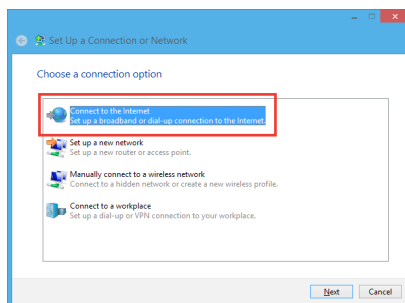 Set Up a Connection or Network
Choose a connection option
Connect to the Internet
Set up a broadband or dial-up connection to the Internet.
Set up a new network
Set up a new router or access point.
Manually connect to a wireless network
Connect to a hidden network or create a new wireless profile.
Connect to a workplace
Set up a dial-up or VPN connection to your workplace.
Next Cancel